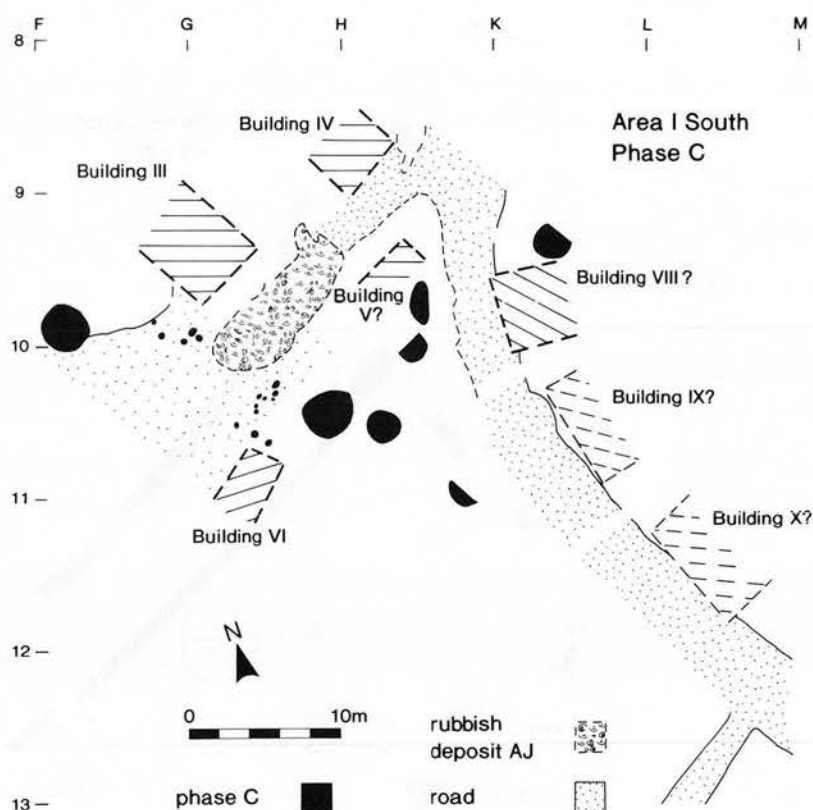 F G H K L M
8
Area I South
Phase C
Building IV
Building III
9
Building VIII?
Building
V?
10
Building IX?
11
Building X?
Building VI
12
N
0 10m
rubbish
deposit AJ
13
phase C
road